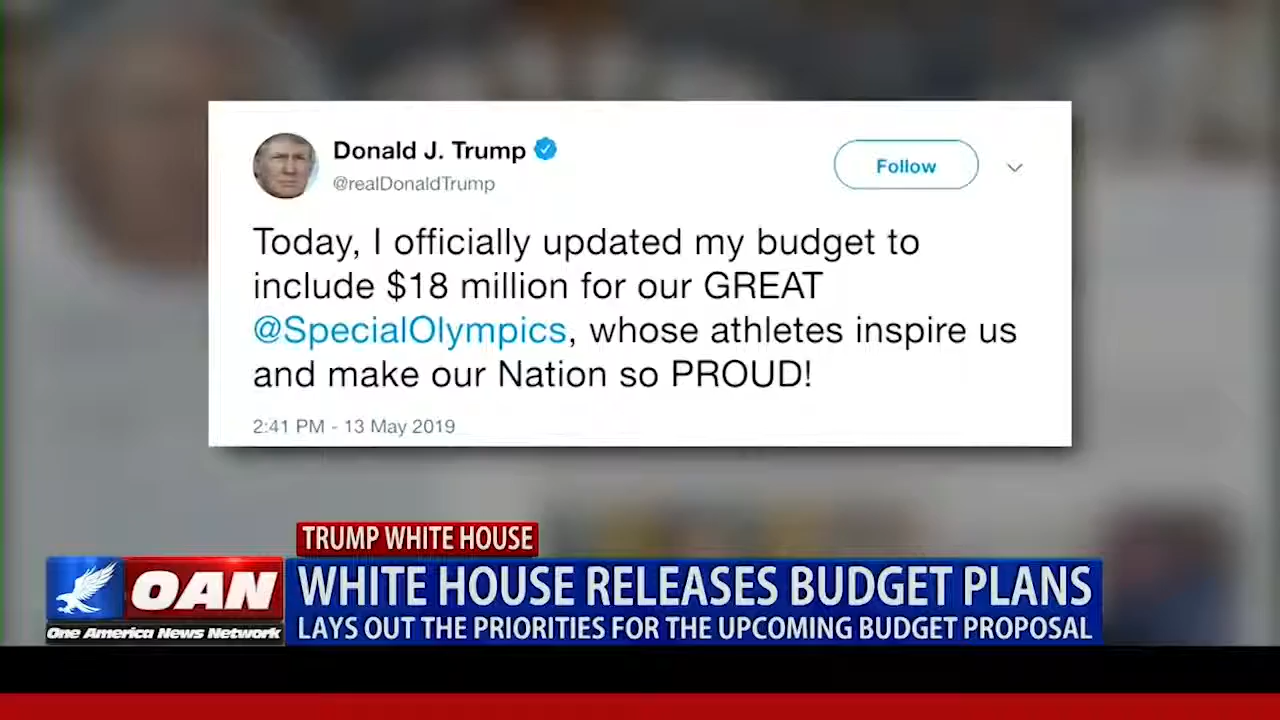 Donald J. Trump
@realDonaldTrump
Follow
Today, I officially updated my budget to
include $18 million for our GREAT
@SpecialOlympics, whose athletes inspire us
and make our Nation so PROUD!
2:41 PM - 13 May 2019
TRUMP WHITE HOUSE
OAN
One America News Network
WHITE HOUSE RELEASES BUDGET PLANS
LAYS OUT THE PRIORITIES FOR THE UPCOMING BUDGET PROPOSAL